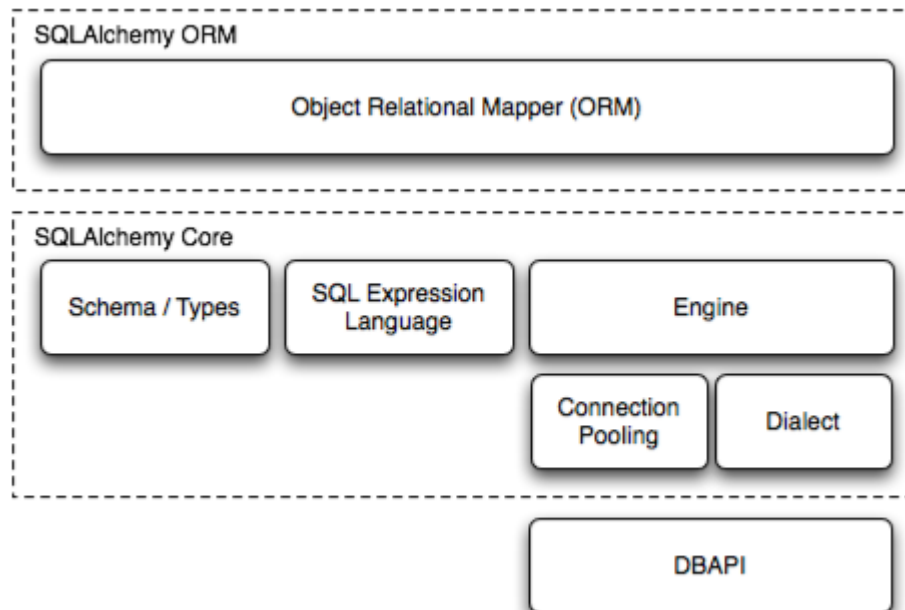 SQLAlchemy ORM
Object Relational Mapper (ORM)
SQLAlchemy Core
Schema / Types
SQL Expression
Language
Engine
Connection
Pooling
Dialect
DBAPI